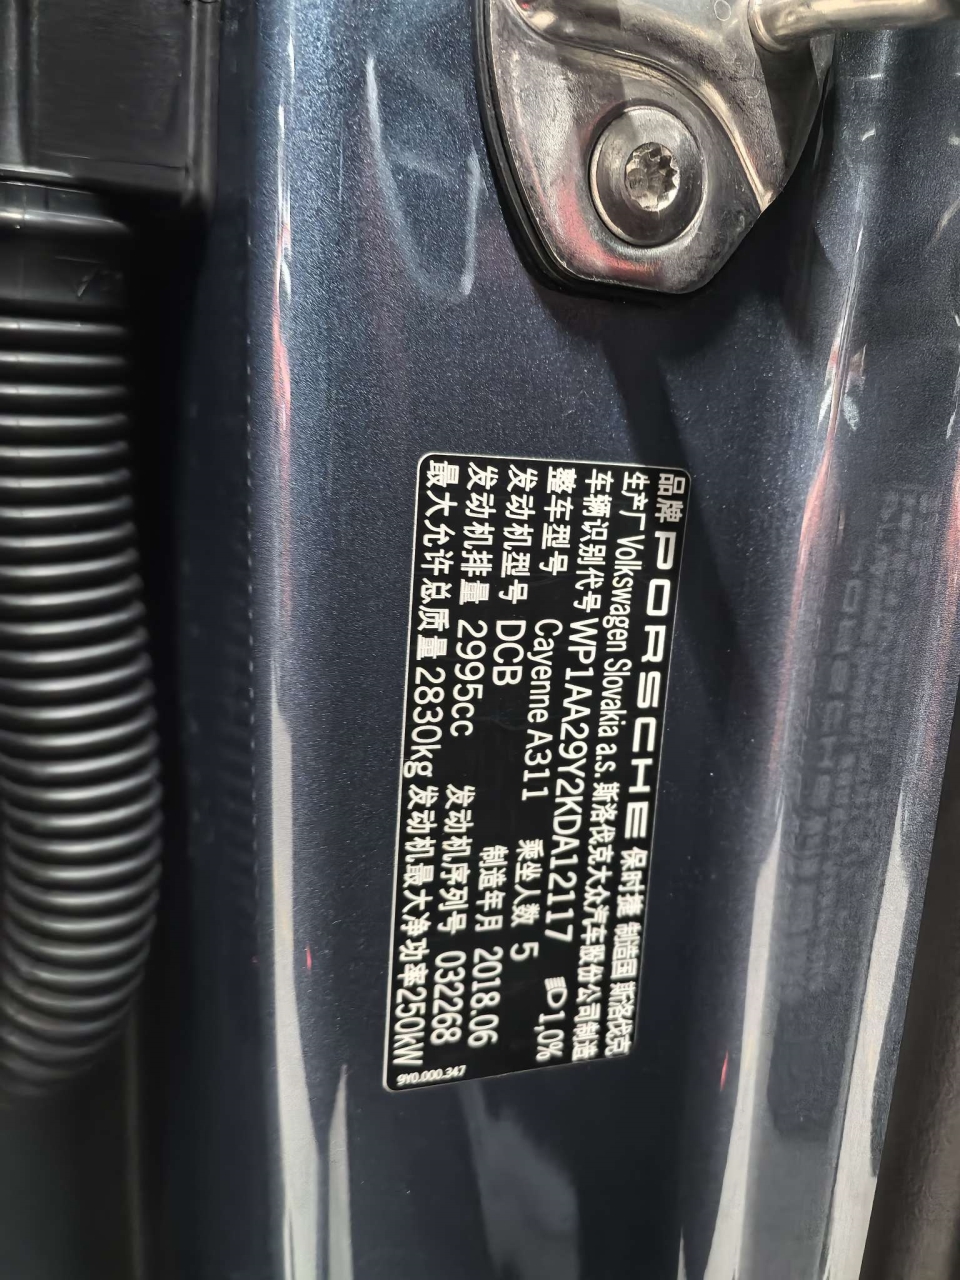 品牌 PORSCHE 保时捷 制造国 斯洛伐克
生产厂 Volkswagen Slovakia a.s. 斯洛伐克大众汽车股份公司制造
车辆识别代号 WP1AA29Y2KDA12117
整车型号 Cayenne A311 乘坐人数 5 1,0%
发动机型号 DCB 制造年月 2018.06
发动机排量 2995cc 发动机序列号 032268
最大允许总质量 2830kg 发动机最大净功率250kW
9Y0.000.347